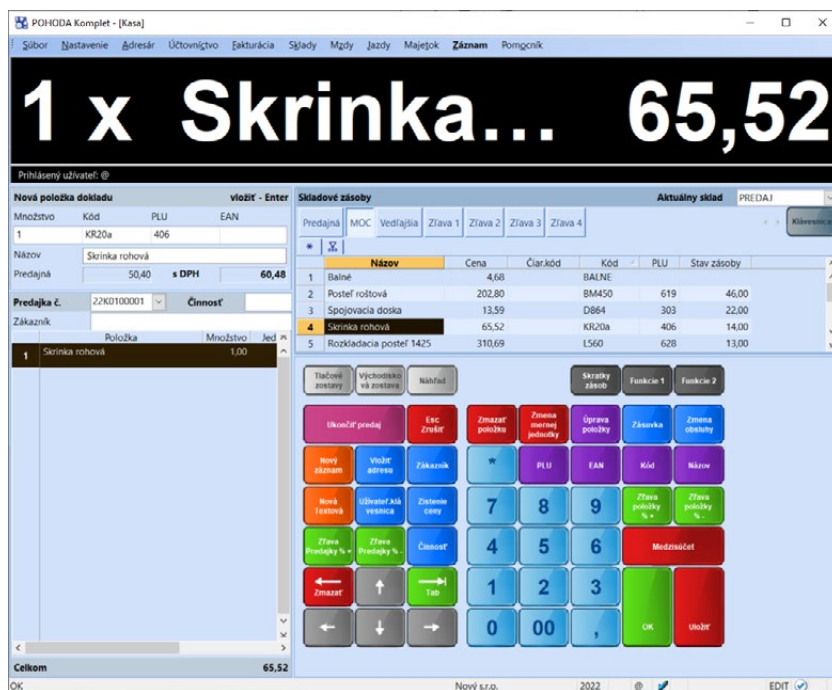 POHODA Komplet - [Kasa]
Súbor Nastavenie Adresár Účtovníctvo Fakturácia Sklady Mzdy Jazdy Majetok Záznam Pomocník
1 x Skrinka... 65,52
Prihlásený užívateľ: @
Nová položka dokladu vložiť - Enter
Množstvo Kód PLU EAN
1 KR20a 406
Názov Skrinka rohová
Predajná 50,40 s DPH 60,48
Predajka č. 22K0100001 Činnosť
Zákazník
Položka Množstvo Jed
1 Skrinka rohová 1,00
Celkom 65,52
Skladové zásoby Aktuálny sklad PREDAJ
Predajná MOC Vedľajšia Zľava 1 Zľava 2 Zľava 3 Zľava 4 Klávesnica
Názov Cena Čiar.kód Kód PLU Stav zásoby
1 Balné 4,68 BALNE
2 Posteľ roštová 202,80 BM450 619 46,00
3 Spojovacia doska 13,59 D864 303 22,00
4 Skrinka rohová 65,52 KR20a 406 14,00
5 Rozkladacia posteľ 1425 310,69 L560 628 13,00
Tlačové zostavy
Východisko vá zostava
Náhľad
Skratky zásob
Funkcie 1
Funkcie 2
Ukončiť predaj
Esc Zrušiť
Zmazať položku
Zmena mernej jednotky
Úprava položky
Zásuvka
Zmena obsluhy
Nový záznam
Vložiť adresu
Zákazník
*
PLU
EAN
Kód
Názov
Nová Textová
Užívateľ.klá vesnica
Zistenie ceny
7
8
9
Zľava položky % +
Zľava položky % -
Zľava Predajky % +
Zľava Predajky % -
Činnosť
4
5
6
Medzisúčet
Zmazať
Tab
1
2
3
OK
Uložiť
0
00
,
OK Nový s.r.o. 2022 @ EDIT